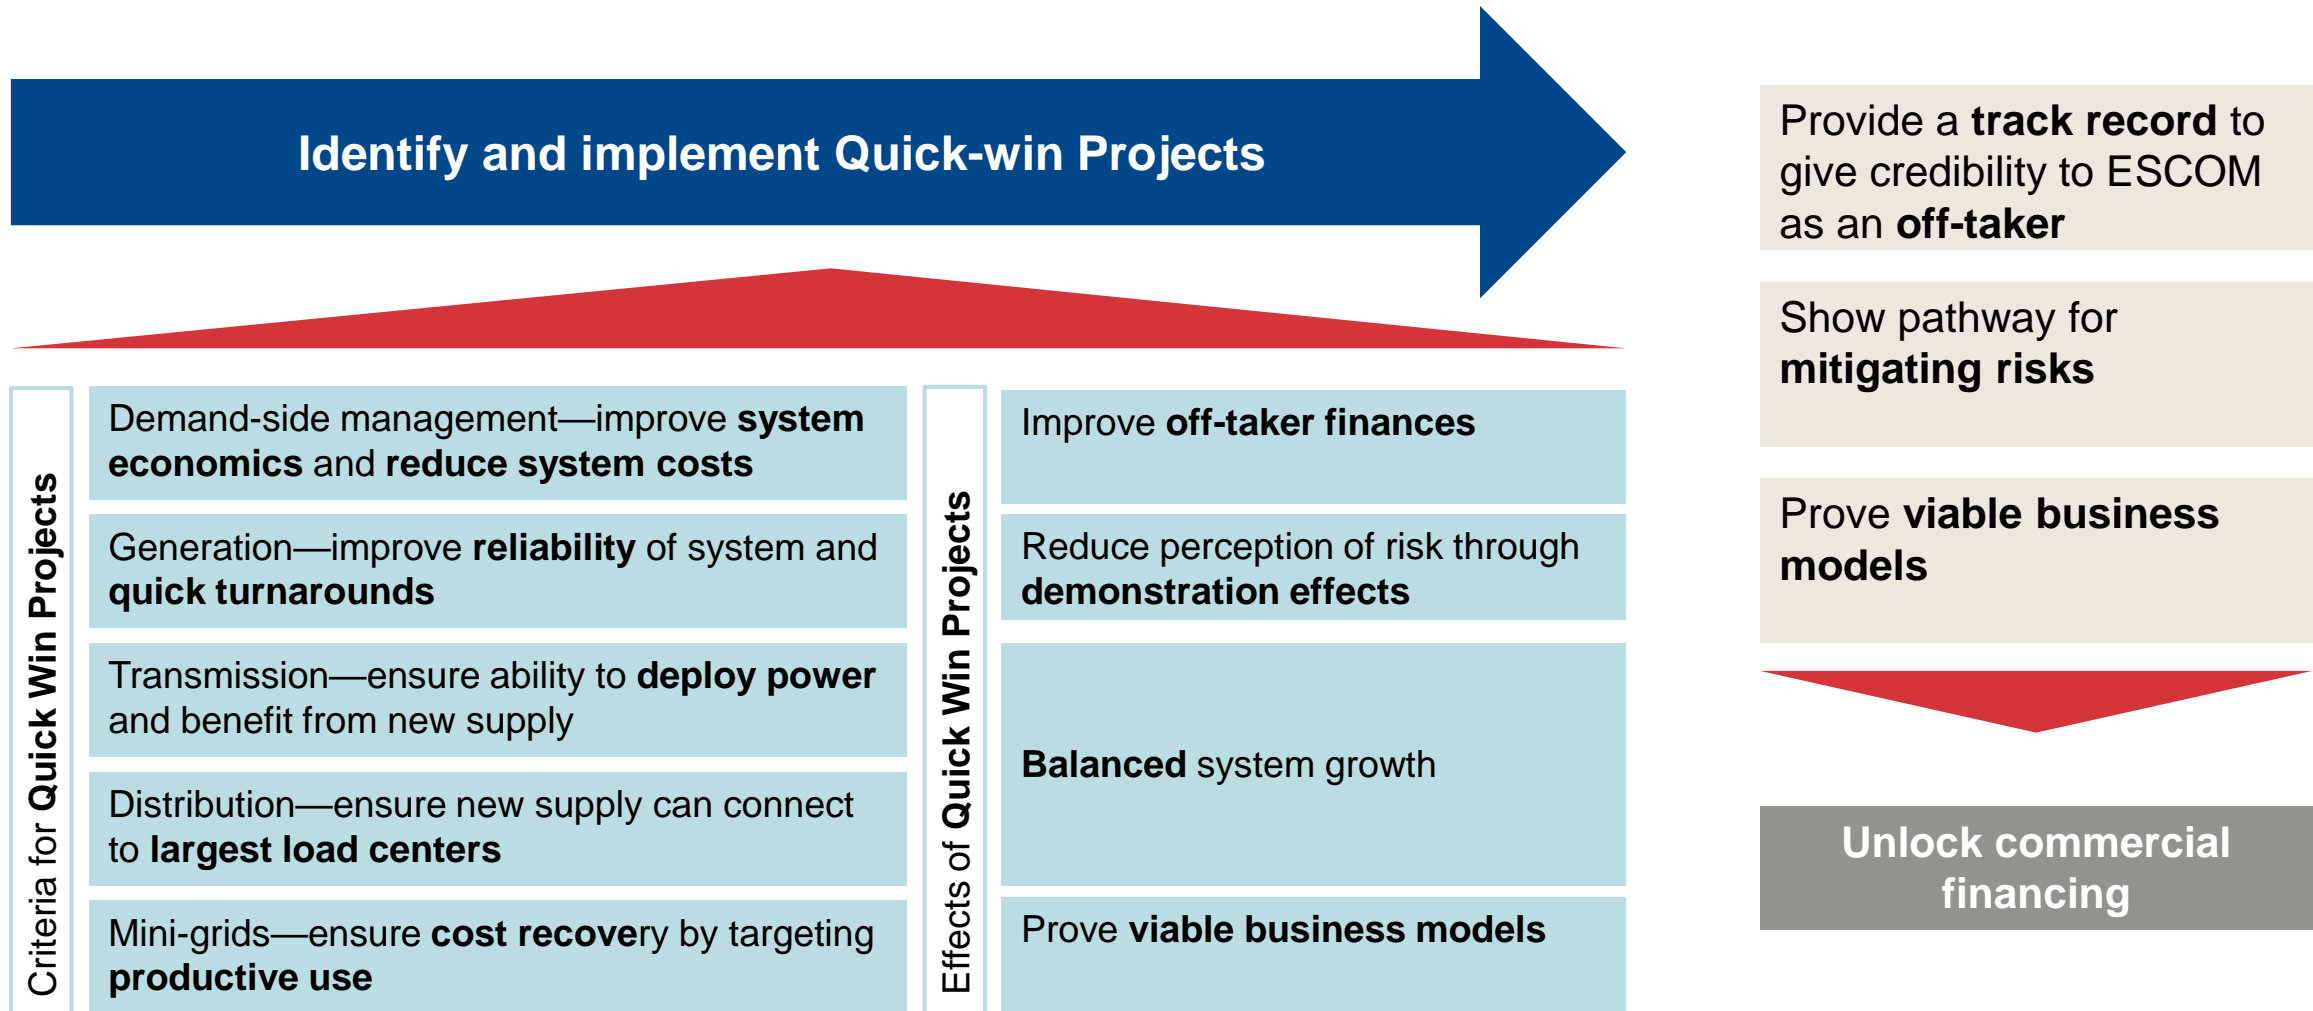 Identify and implement Quick-win Projects
Criteria for Quick Win Projects
Demand-side management—improve system
economics and reduce system costs
Generation—improve reliability of system and
quick turnarounds
Transmission—ensure ability to deploy power
and benefit from new supply
Distribution—ensure new supply can connect
to largest load centers
Mini-grids—ensure cost recovery by targeting
productive use
Effects of Quick Win Projects
Improve off-taker finances
Reduce perception of risk through
demonstration effects
Balanced system growth
Prove viable business models
Provide a track record to
give credibility to ESCOM
as an off-taker
Show pathway for
mitigating risks
Prove viable business
models
Unlock commercial
financing